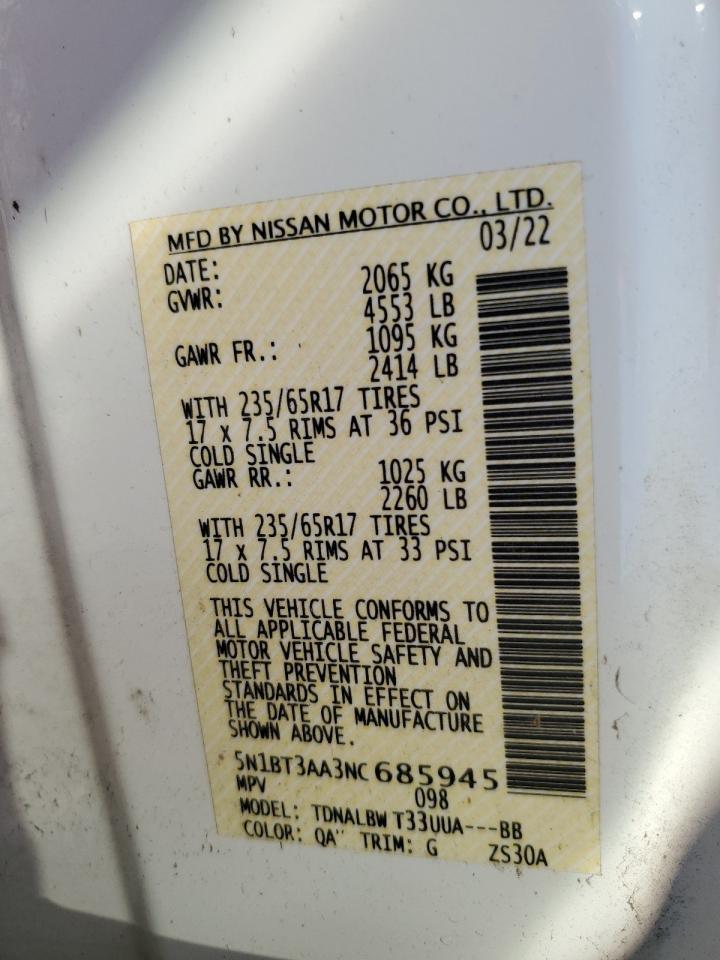 MFD BY NISSAN MOTOR CO., LTD.
DATE: 03/22
GVWR: 2065 KG
4553 LB
GAWR FR.: 1095 KG
2414 LB
WITH 235/65R17 TIRES
17 x 7.5 RIMS AT 36 PSI
COLD SINGLE
GAWR RR.: 1025 KG
2260 LB
WITH 235/65R17 TIRES
17 x 7.5 RIMS AT 33 PSI
COLD SINGLE
THIS VEHICLE CONFORMS TO
ALL APPLICABLE FEDERAL
MOTOR VEHICLE SAFETY AND
THEFT PREVENTION
STANDARDS IN EFFECT ON
THE DATE OF MANUFACTURE
SHOWN ABOVE.
5N1BT3AA3NC685945
MPV 098
MODEL: TDNALBW T33UUA---BB
COLOR: QA" TRIM: G ZS30A